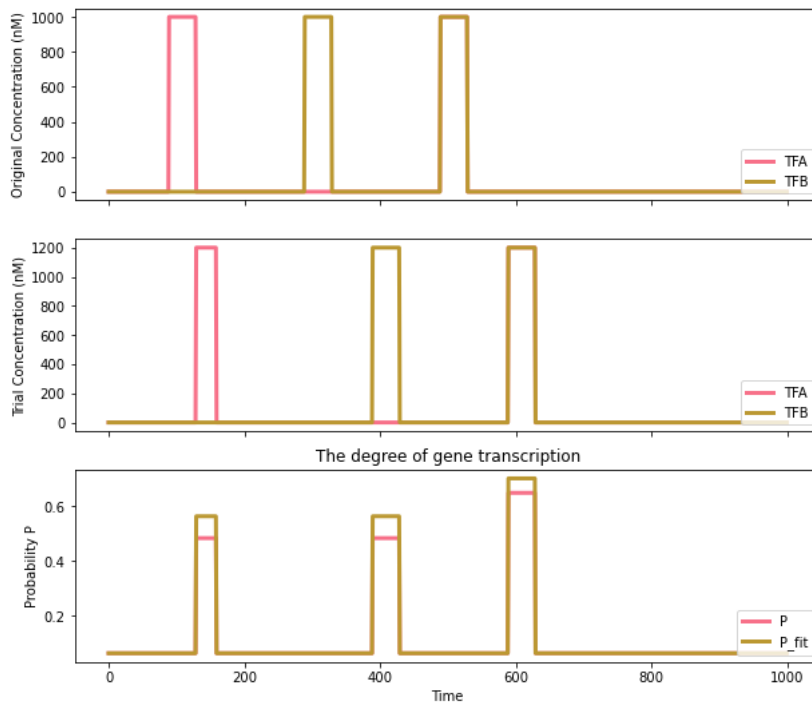 Original Concentration (nM)
1000
800
600
400
200
0
TFA
TFB
Trial Concentration (nM)
1200
1000
800
600
400
200
0
TFA
TFB
The degree of gene transcription
Probability P
0.6
0.4
0.2
P
P_fit
0 200 400 600 800 1000
Time